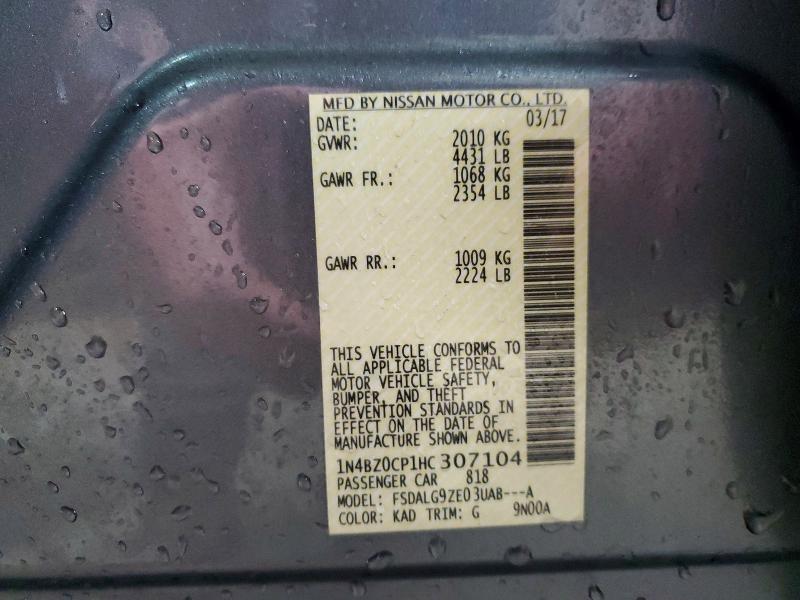 MFD BY NISSAN MOTOR CO., LTD.
DATE: 03/17
GVWR: 2010 KG
4431 LB
GAWR FR.: 1068 KG
2354 LB
GAWR RR.: 1009 KG
2224 LB
THIS VEHICLE CONFORMS TO
ALL APPLICABLE FEDERAL
MOTOR VEHICLE SAFETY,
BUMPER, AND THEFT
PREVENTION STANDARDS IN
EFFECT ON THE DATE OF
MANUFACTURE SHOWN ABOVE.
1N4BZ0CP1HC 307104
PASSENGER CAR 818
MODEL: FSDALG9ZE03UAB---A
COLOR: KAD TRIM: G 9N00A